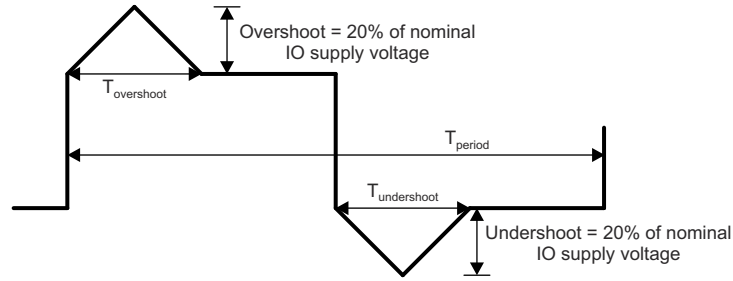 Overshoot = 20% of nominal
IO supply voltage
Tovershoot
Tperiod
Tundershoot
Undershoot = 20% of nominal
IO supply voltage